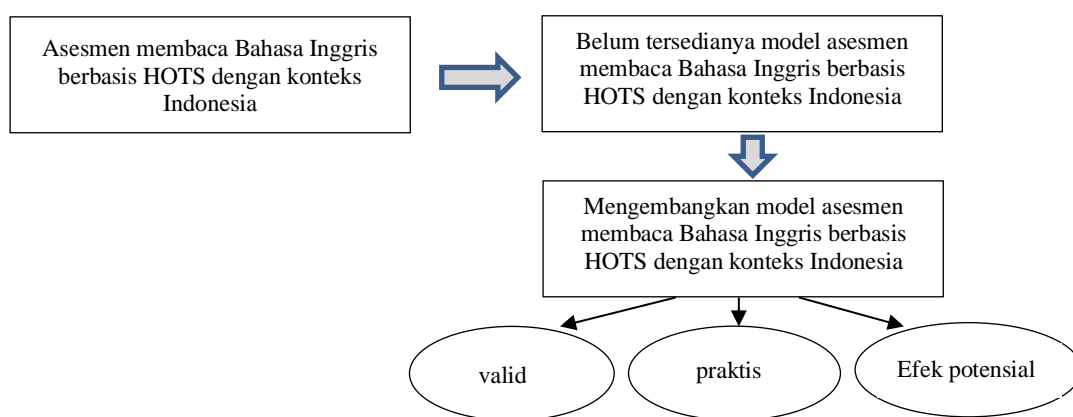 Asesmen membaca Bahasa Inggris
berbasis HOTS dengan konteks
Indonesia
Belum tersedianya model asesmen
membaca Bahasa Inggris berbasis
HOTS dengan konteks Indonesia
Mengembangkan model asesmen
membaca Bahasa Inggris berbasis
HOTS dengan konteks Indonesia
valid
praktis
Efek potensial